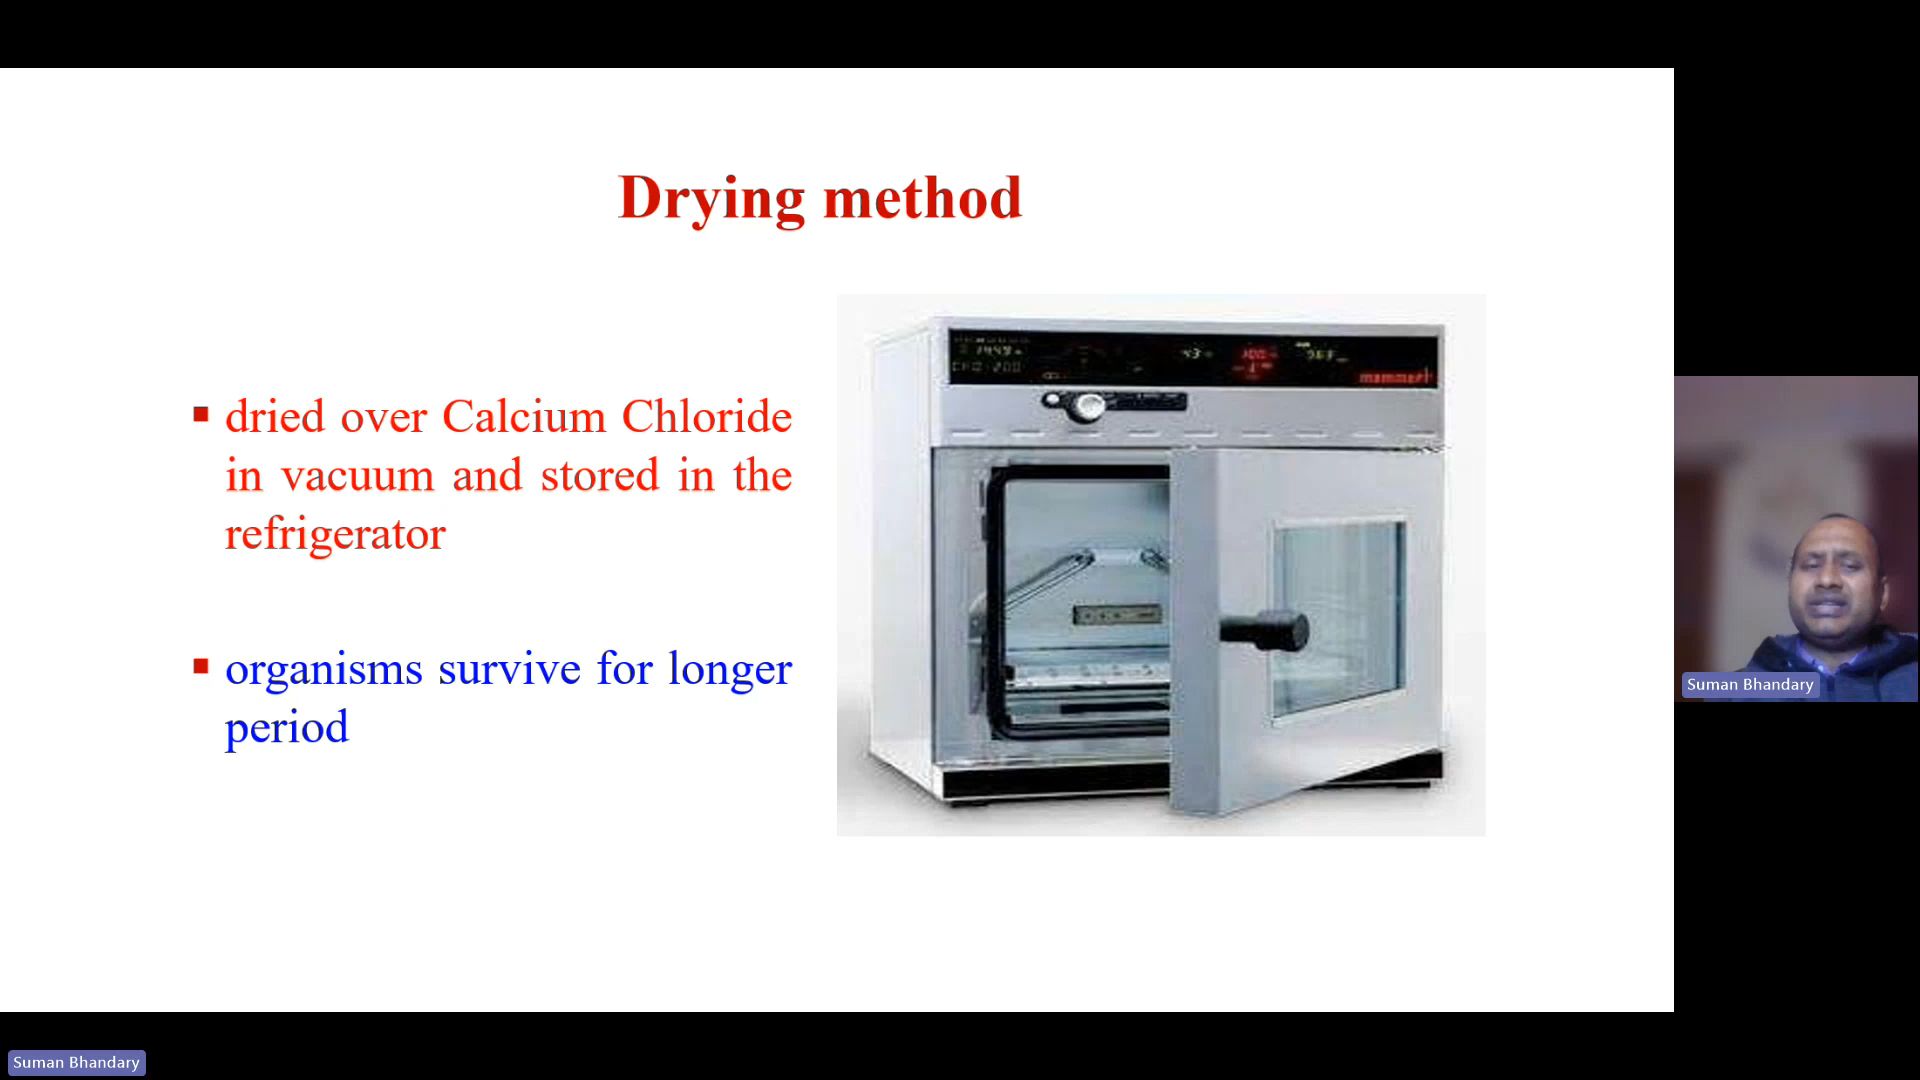 Drying method
▪ dried over Calcium Chloride
in vacuum and stored in the
refrigerator
▪ organisms survive for longer
period
memmert
Suman Bhandary
Suman Bhandary